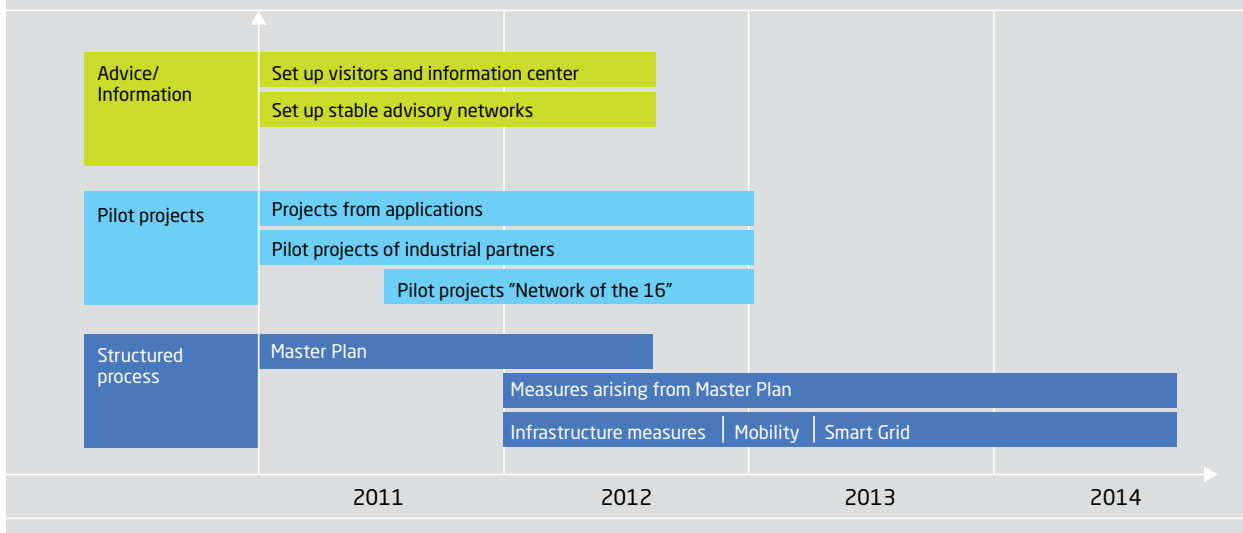 Advice/
Information
Set up visitors and information center
Set up stable advisory networks
Pilot projects
Projects from applications
Pilot projects of industrial partners
Pilot projects "Network of the 16"
Structured
process
Master Plan
Measures arising from Master Plan
Infrastructure measures | Mobility | Smart Grid
2011 2012 2013 2014